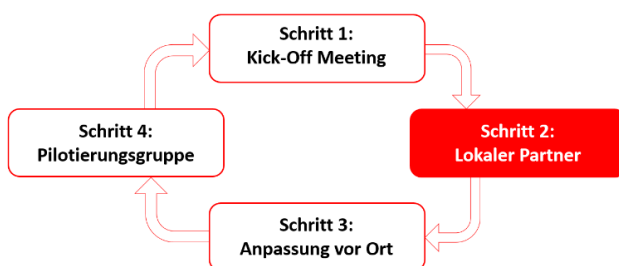 Schritt 1:
Kick-Off Meeting
Schritt 2:
Lokaler Partner
Schritt 3:
Anpassung vor Ort
Schritt 4:
Pilotierungsgruppe